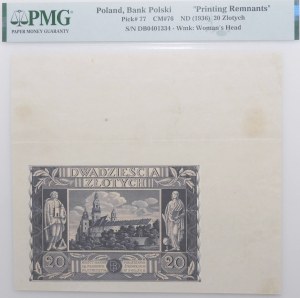 PMG
PAPER MONEY GUARANTY
Poland, Bank Polski "Printing Remnants"
Pick# 77 CM#76 ND (1936) 20 Zlotych
S/N DB0401334 - Wmk: Woman's Head
DWADZIEŚCIA
ZŁOTYCH
20 20